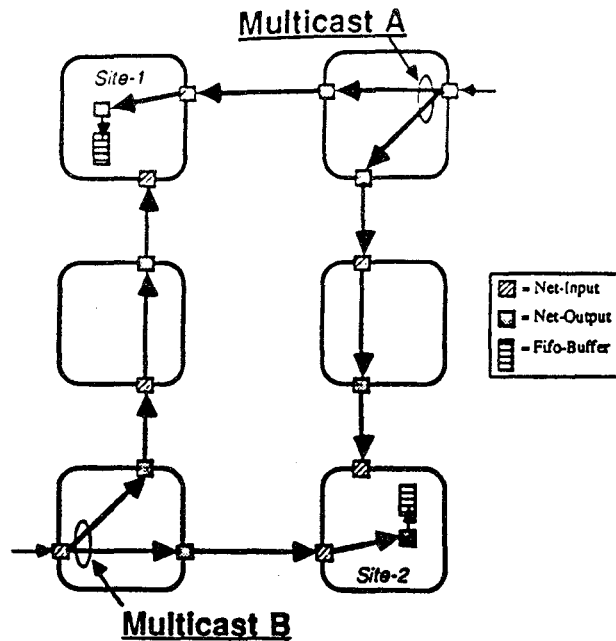 Multicast A
Site-1
= Net-Input
= Net-Output
= Fifo-Buffer
Site-2
Multicast B